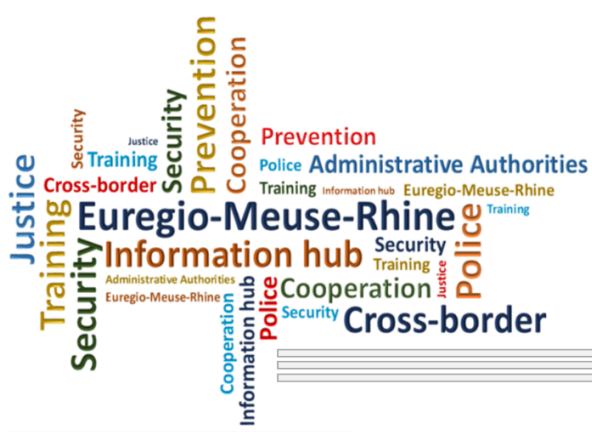 Prevention
Cooperation
Security
Security
Justice
Training
Prevention
Police
Administrative Authorities
Cross-border
Training
Information hub
Euregio-Meuse-Rhine
Justice
Training
Euregio-Meuse-Rhine
Training
Police
Security
Information hub
Security
Training
Justice
Administrative Authorities
Cooperation
Euregio-Meuse-Rhine
Cooperation
Information hub
Police
Security
Cross-border